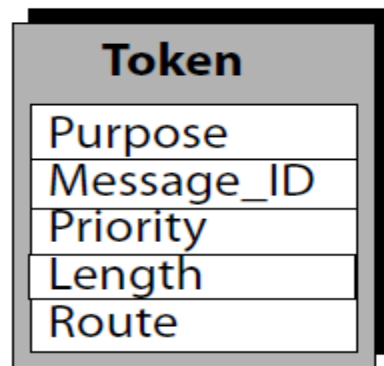 Token
Purpose
Message_ID
Priority
Length
Route